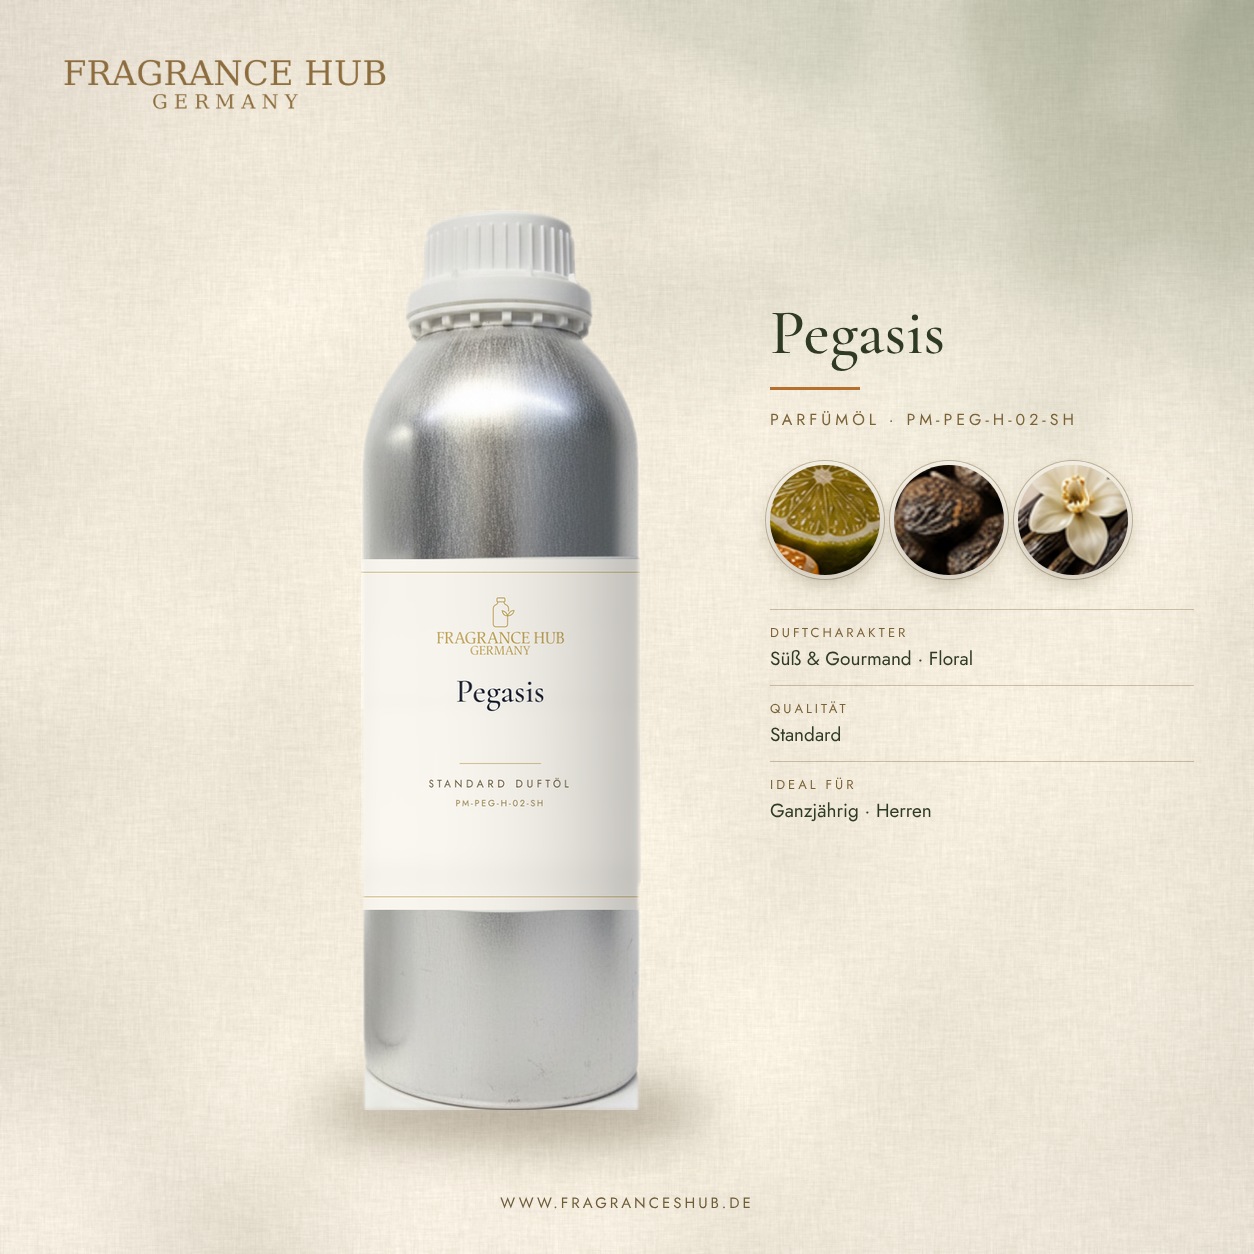 FRAGRANCE HUB
GERMANY
Pegasis
PARFÜMÖL · PM-PEG-H-02-SH
DUFTCHARAKTER
Süß & Gourmand · Floral
QUALITÄT
Standard
IDEAL FÜR
Ganzjährig · Herren
FRAGRANCE HUB
GERMANY
Pegasis
STANDARD DUFTÖL
PM-PEG-H-02-SH
WWW.FRAGRANCESHUB.DE